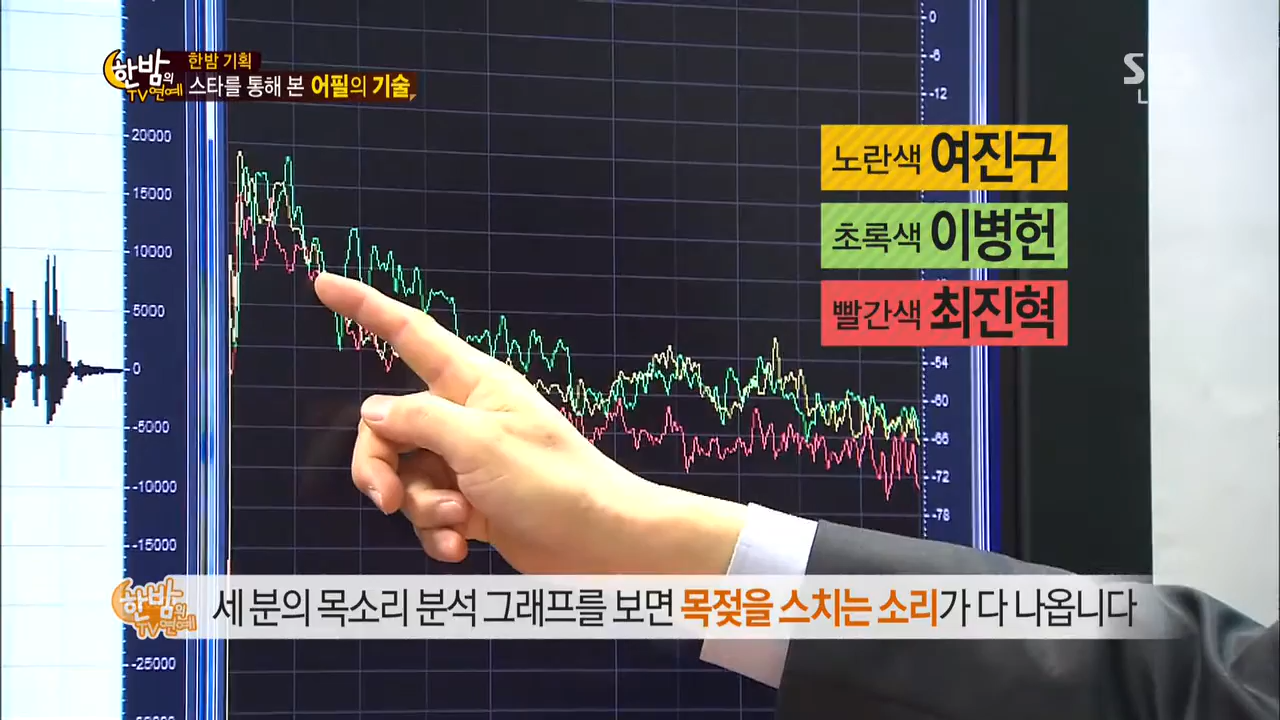 한밤의
TV연예
한밤 기획
스타를 통해 본 어필의 기술
노란색 여진구
초록색 이병헌
빨간색 최진혁
20000
15000
10000
5000
0
-5000
-10000
-15000
-25000
0
-6
-12
-54
-60
-66
-72
-78
한밤의
TV연예
세 분의 목소리 분석 그래프를 보면 목젖을 스치는 소리가 다 나옵니다